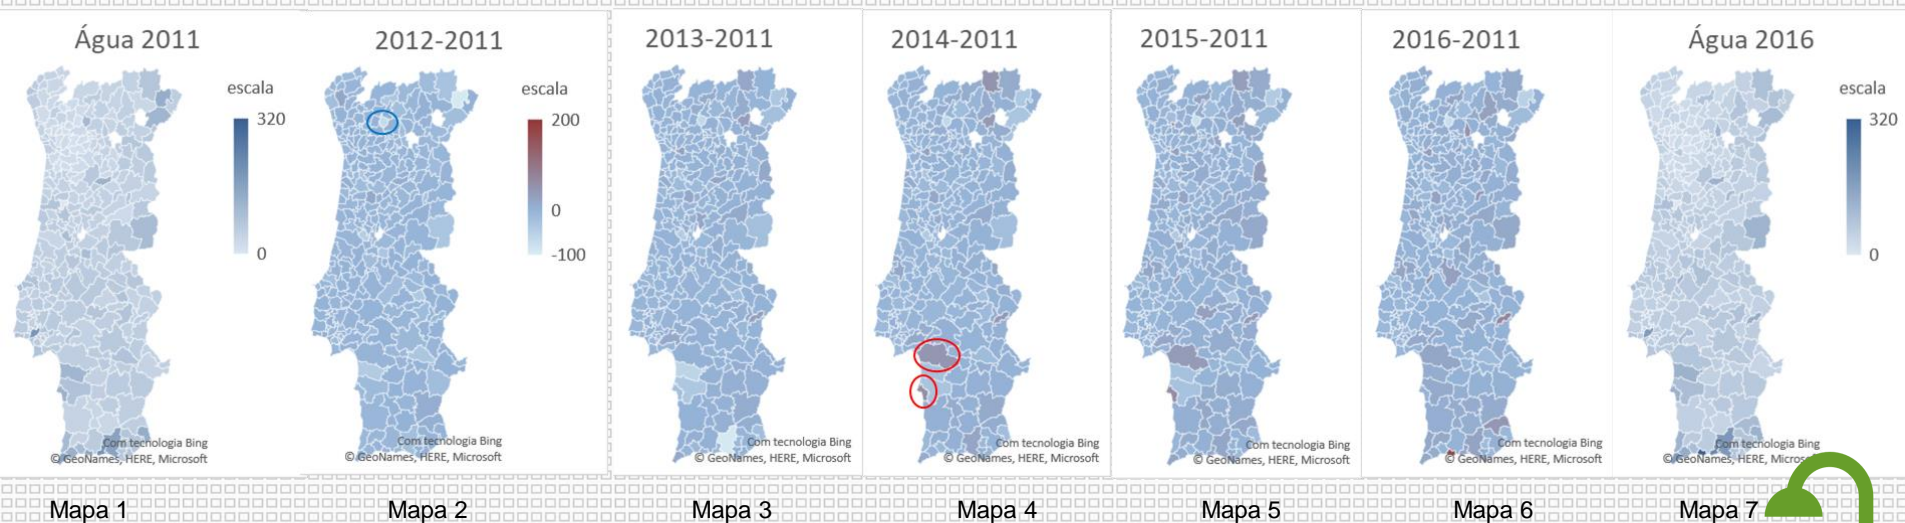 Água 2011
escala
320
0
Com tecnologia Bing
© GeoNames, HERE, Microsoft
Mapa 1
2012-2011
escala
200
0
-100
Com tecnologia Bing
© GeoNames, HERE, Microsoft
Mapa 2
2013-2011
Com tecnologia Bing
© GeoNames, HERE, Microsoft
Mapa 3
2014-2011
Com tecnologia Bing
© GeoNames, HERE, Microsoft
Mapa 4
2015-2011
Com tecnologia Bing
© GeoNames, HERE, Microsoft
Mapa 5
2016-2011
Com tecnologia Bing
© GeoNames, HERE, Microsoft
Mapa 6
Água 2016
escala
320
0
Com tecnologia Bing
© GeoNames, HERE,
Mapa 7